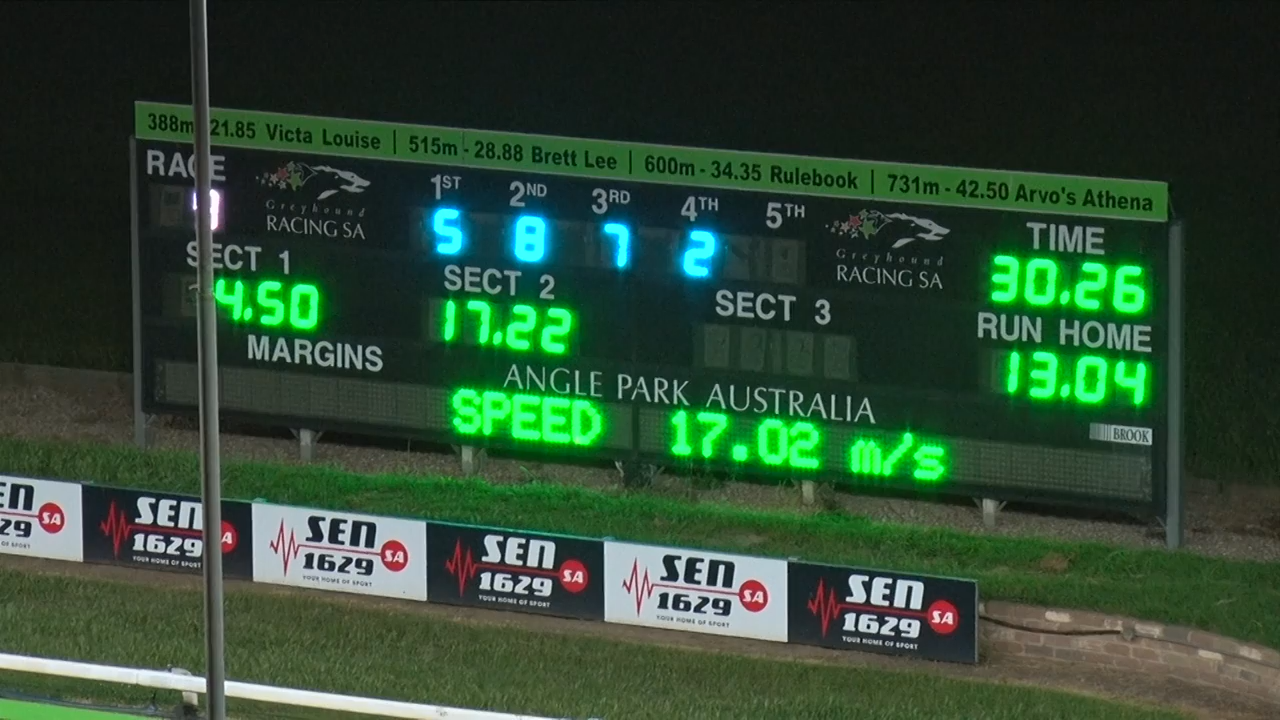 388m 21.85 Victa Louise | 515m - 28.88 Brett Lee | 600m - 34.35 Rulebook | 731m - 42.50 Arvo's Athena
RACE
Greyhound
RACING SA
1ST 2ND 3RD 4TH 5TH
5 8 7 2
Greyhound
RACING SA
TIME
30.26
SECT 1
4.50
SECT 2
17.22
SECT 3
RUN HOME
13.04
MARGINS
ANGLE PARK AUSTRALIA
SPEED 17.02 m/s
BROOK
EN SA
29
SEN SA
1629
YOUR HOME OF SPORT
SEN SA
1629
YOUR HOME OF SPORT
SEN SA
1629
YOUR HOME OF SPORT
SEN SA
1629
YOUR HOME OF SPORT
SEN SA
1629
YOUR HOME OF SPORT